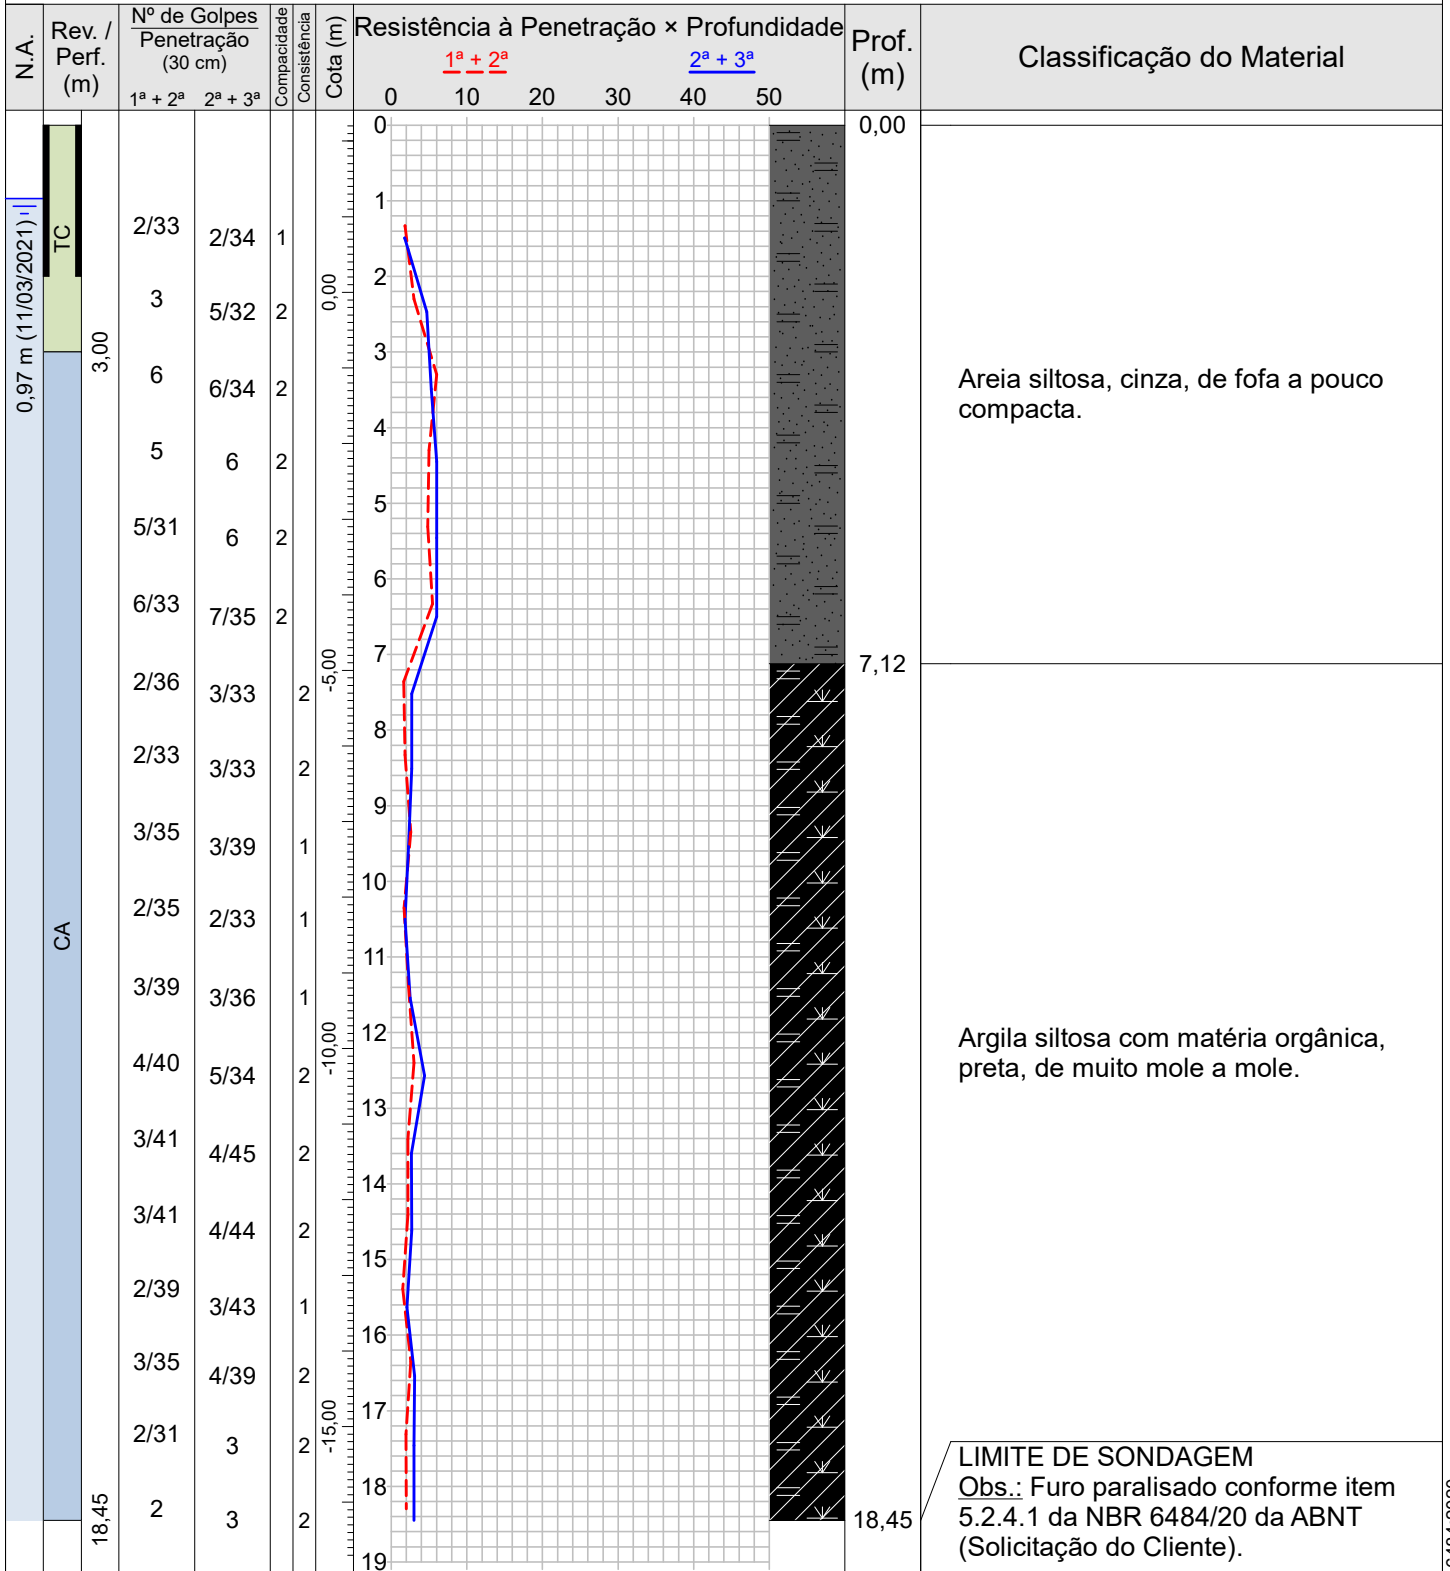 N.A.
Rev. /
Perf.
(m)
Nº de Golpes
Penetração
(30 cm)
1ª + 2ª 2ª + 3ª
Compacidade
Consistência
Cota (m)
Resistência à Penetração × Profundidade
1ª + 2ª 2ª + 3ª
0 10 20 30 40 50
Prof.
(m)
Classificação do Material
0 0,00
1
0,97 m (11/03/2021)
TC
2/33 2/34 1
2
0,00
3 5/32 2
3
3,00
6 6/34 2
Areia siltosa, cinza, de fofa a pouco
compacta.
4
5 6 2
5
5/31 6 2
6
6/33 7/35 2
7
-5,00
7,12
2/36 3/33 2
8
2/33 3/33 2
9
3/35 3/39 1
10
2/35 2/33 1
CA
11
3/39 3/36 1
12
-10,00
4/40 5/34 2
Argila siltosa com matéria orgânica,
preta, de muito mole a mole.
13
3/41 4/45 2
14
3/41 4/44 2
15
2/39 3/43 1
16
3/35 4/39 2
17
-15,00
2/31 3 2
18
2 3 2
18,45
18,45
19
LIMITE DE SONDAGEM
Obs.: Furo paralisado conforme item
5.2.4.1 da NBR 6484/20 da ABNT
(Solicitação do Cliente).